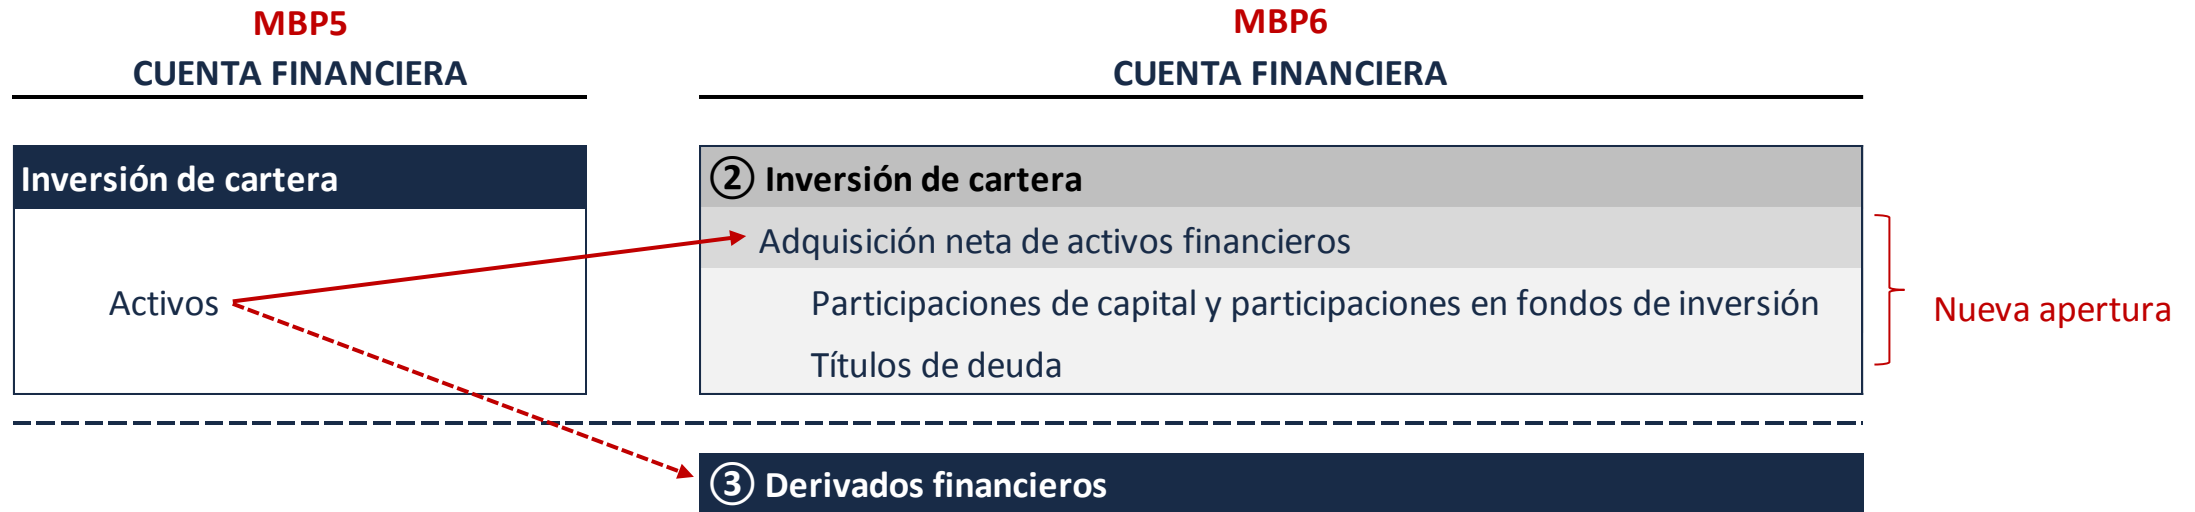 MBP5
CUENTA FINANCIERA
MBP6
CUENTA FINANCIERA
Inversión de cartera
Activos
② Inversión de cartera
Adquisición neta de activos financieros
Participaciones de capital y participaciones en fondos de inversión
Títulos de deuda
Nueva apertura
③ Derivados financieros